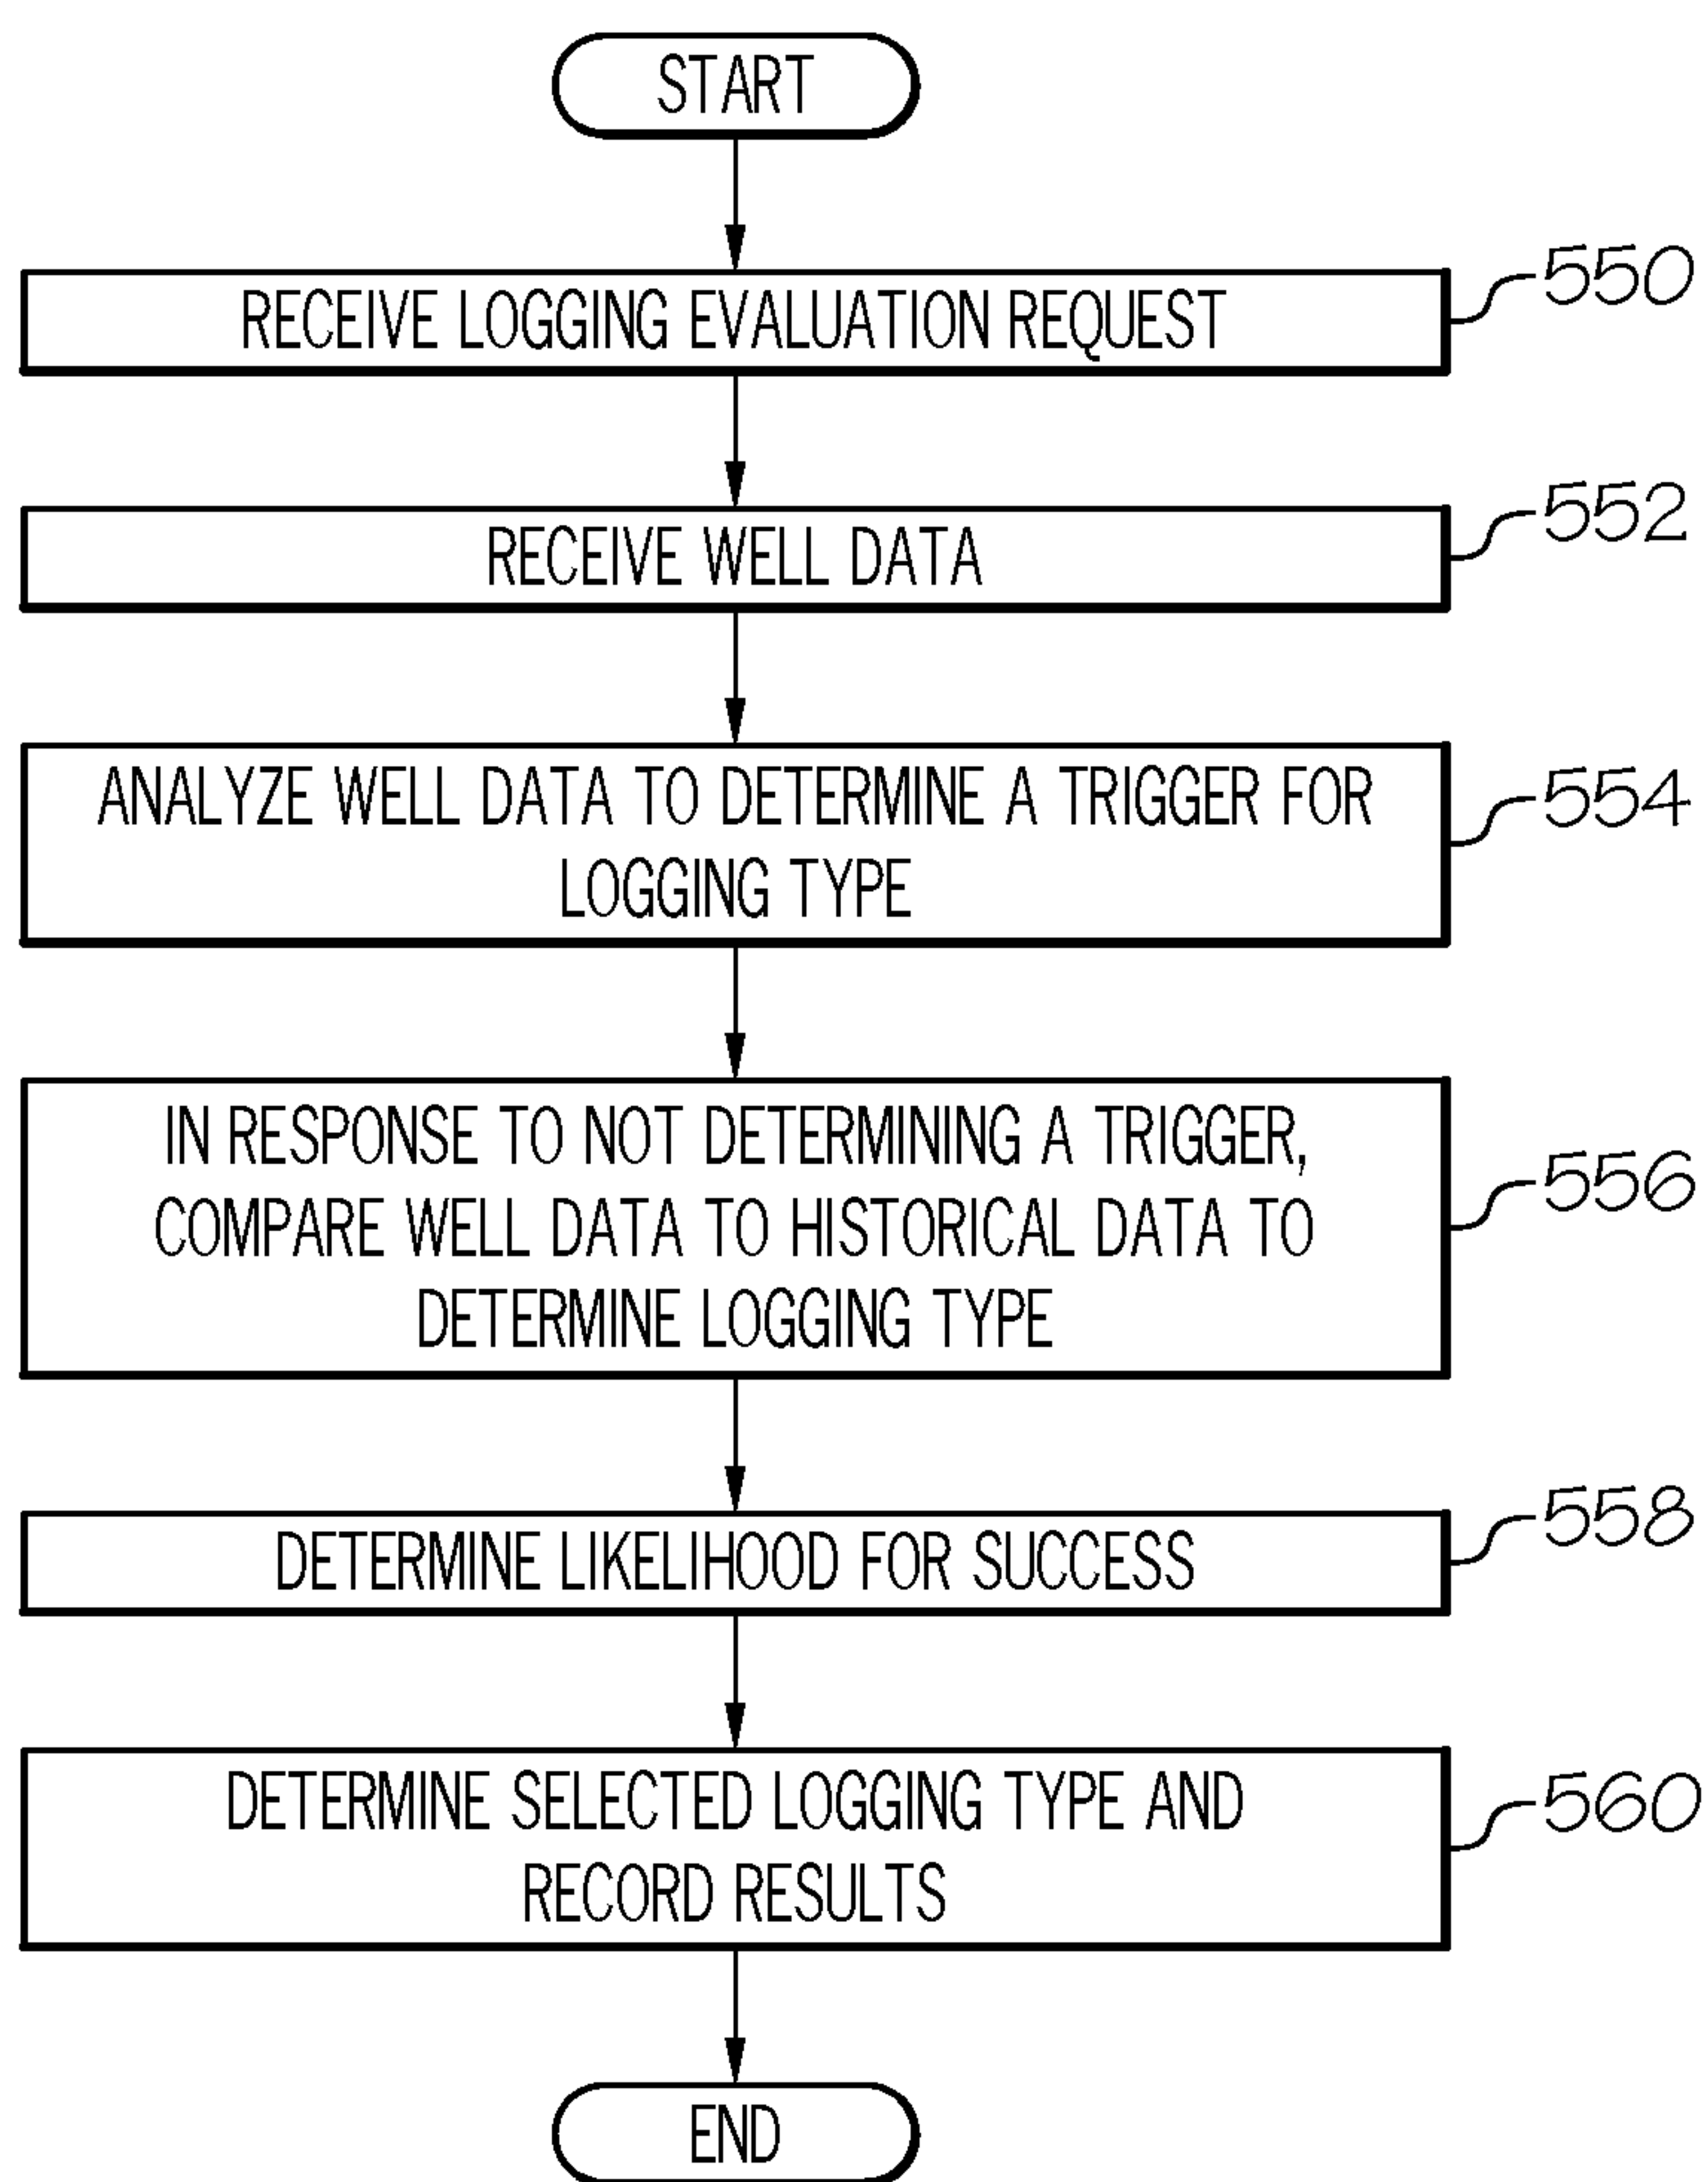 START
RECEIVE LOGGING EVALUATION REQUEST
550
RECEIVE WELL DATA
552
ANALYZE WELL DATA TO DETERMINE A TRIGGER FOR
LOGGING TYPE
554
IN RESPONSE TO NOT DETERMINING A TRIGGER,
COMPARE WELL DATA TO HISTORICAL DATA TO
DETERMINE LOGGING TYPE
556
DETERMINE LIKELIHOOD FOR SUCCESS
558
DETERMINE SELECTED LOGGING TYPE AND
RECORD RESULTS
560
END